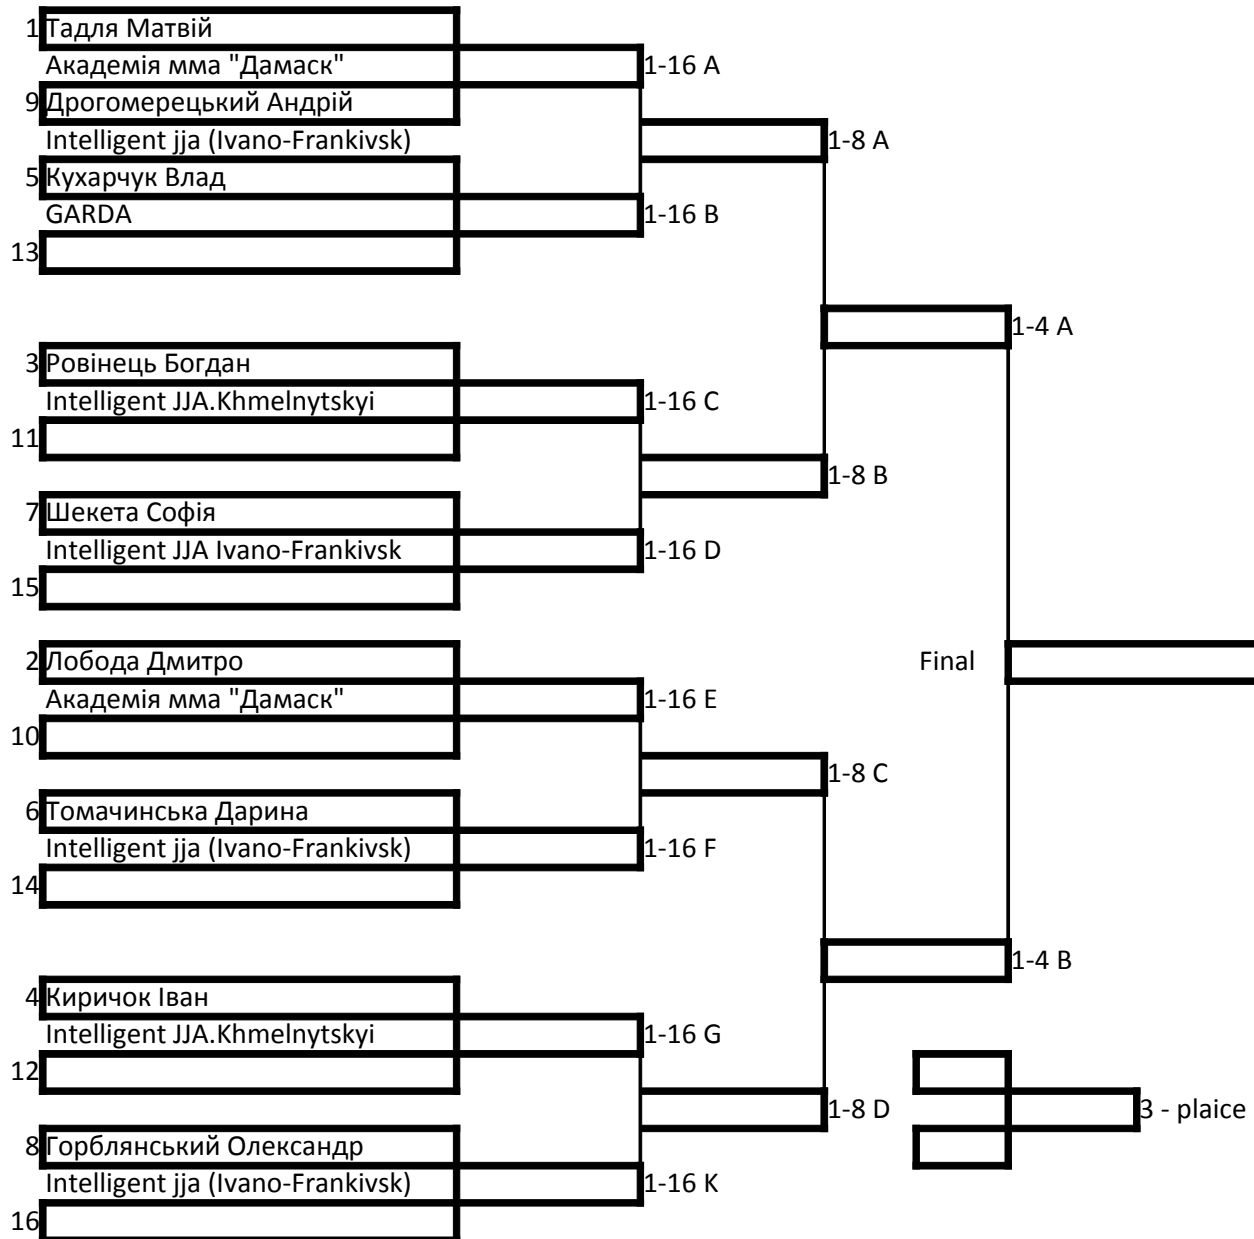 1 Тадля Матвій
Академія мма "Дамаск"
1-16 A
9 Дрогомерецький Андрій
Intelligent jja (Ivano-Frankivsk)
1-8 A
5 Кухарчук Влад
GARDA
1-16 B
13
1-4 A
3 Ровінець Богдан
Intelligent JJA.Khmelnytskyi
1-16 C
11
1-8 B
7 Шекета Софія
Intelligent JJA Ivano-Frankivsk
1-16 D
15
2 Лобода Дмитро
Final
Академія мма "Дамаск"
1-16 E
10
1-8 C
6 Томачинська Дарина
Intelligent jja (Ivano-Frankivsk)
1-16 F
14
1-4 B
4 Киричок Іван
Intelligent JJA.Khmelnytskyi
1-16 G
12
1-8 D
3 - plaice
8 Горблянський Олександр
Intelligent jja (Ivano-Frankivsk)
1-16 K
16